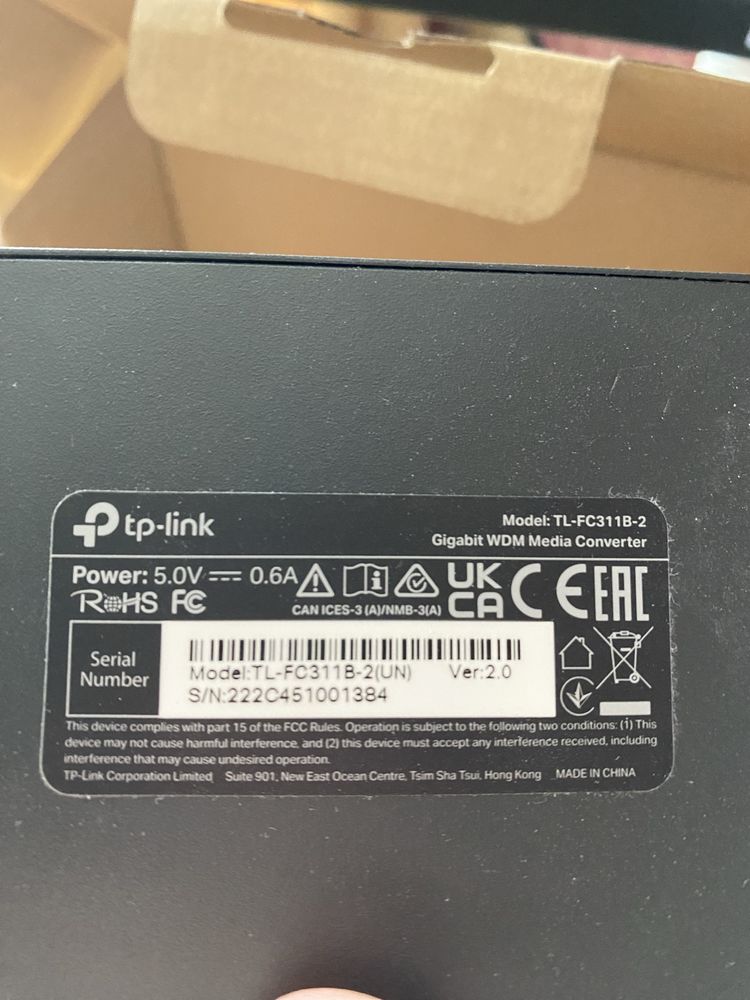 tp-link
Model: TL-FC311B-2
Gigabit WDM Media Converter
Power: 5.0V 0.6A
RoHS FC
CAN ICES-3 (A)/NMB-3(A)
UK
CA
CE
EAC
Serial
Number
Model:TL-FC311B-2(UN) Ver:2.0
S/N:222C451001384
This device complies with part 15 of the FCC Rules. Operation is subject to the following two conditions: (1) This
device may not cause harmful interference, and (2) this device must accept any interference received, including
interference that may cause undesired operation.
TP-Link Corporation Limited Suite 901, New East Ocean Centre, Tsim Sha Tsui, Hong Kong MADE IN CHINA